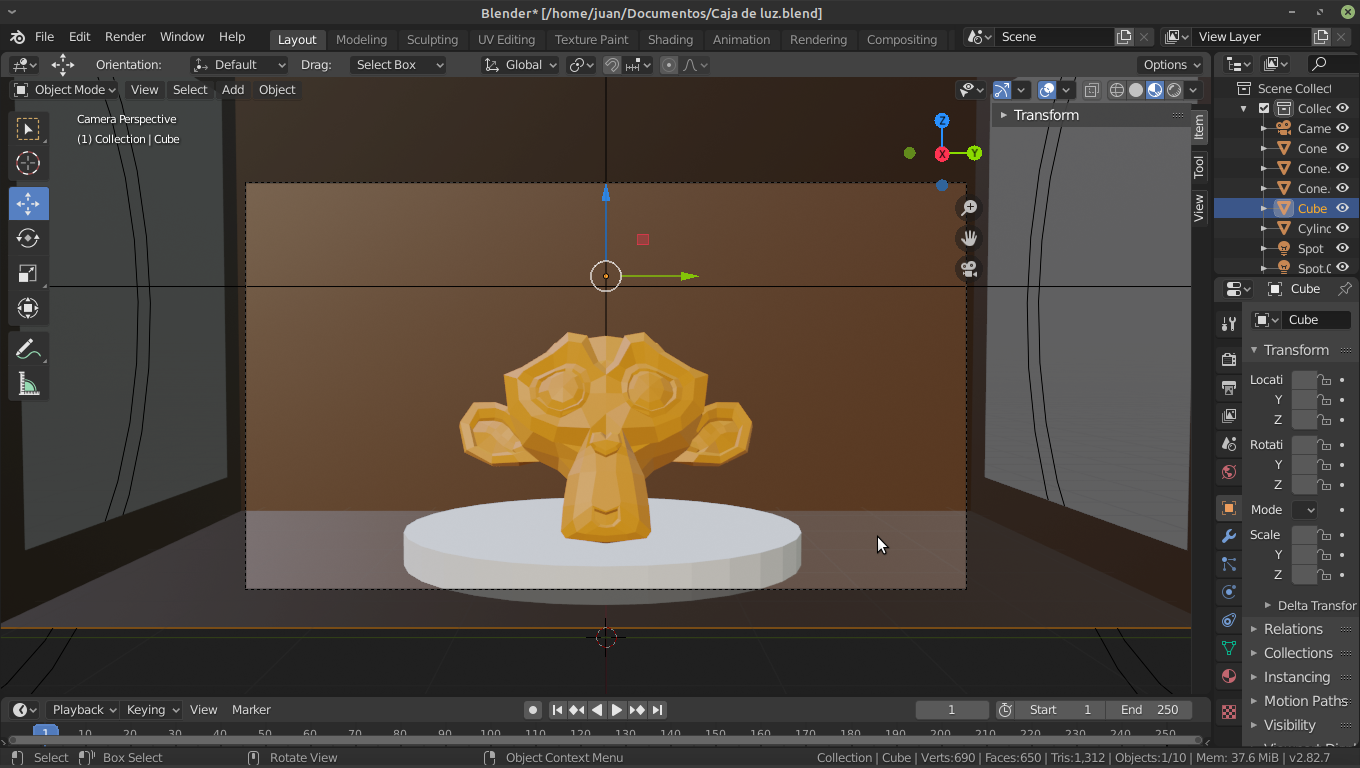 Blender* [/home/juan/Documentos/Caja de luz.blend]
File Edit Render Window Help Layout Modeling Sculpting UV Editing Texture Paint Shading Animation Rendering Compositing Scene View Layer
Orientation: Default Drag: Select Box Global Options
Object Mode View Select Add Object
Camera Perspective
(1) Collection | Cube
Z
Y
X
Transform
Item
Tool
View
Scene Collect
Collec
Came
Cone
Cone.
Cone.
Cube
Cylinc
Spot
Spot.0
Cube
Cube
Transform
Locati
Y
Z
Rotati
Y
Z
Mode
Scale
Y
Z
Delta Transfor
Relations
Collections
Instancing
Motion Paths
Visibility
Playback Keying View Marker 1 Start 1 End 250
1 10 20 30 40 50 60 70 80 90 100 110 120 130 140 150 160 170 180 190 200 210 220 230 240 250
Select Box Select Rotate View Object Context Menu Collection | Cube | Verts:690 | Faces:650 | Tris:1,312 | Objects:1/10 | Mem: 37.6 MiB | v2.82.7